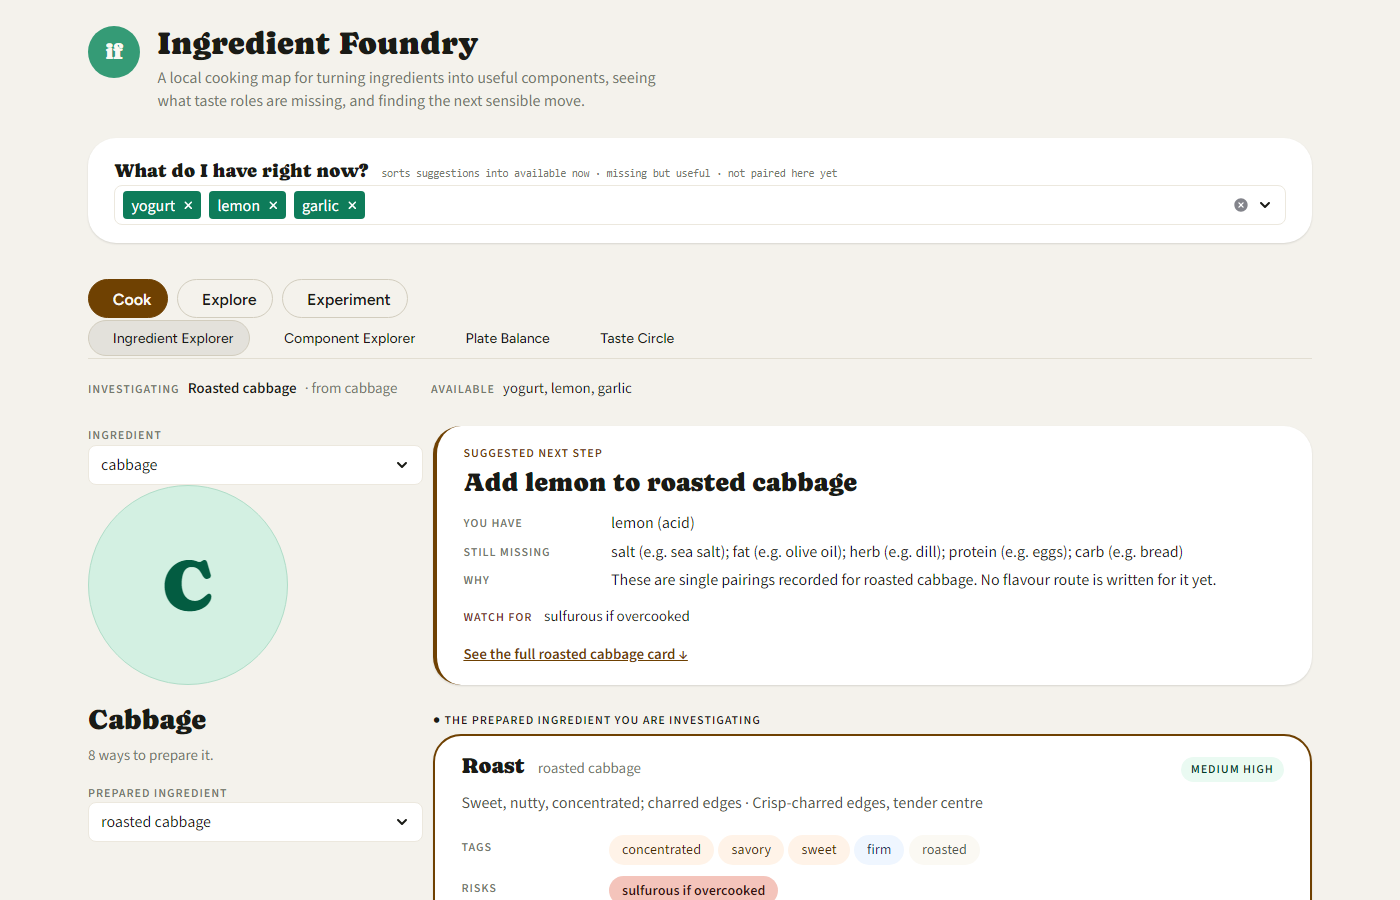 if
Ingredient Foundry
A local cooking map for turning ingredients into useful components, seeing
what taste roles are missing, and finding the next sensible move.
What do I have right now? sorts suggestions into available now · missing but useful · not paired here yet
yogurt × lemon × garlic ×
Cook Explore Experiment
Ingredient Explorer Component Explorer Plate Balance Taste Circle
INVESTIGATING Roasted cabbage · from cabbage AVAILABLE yogurt, lemon, garlic
INGREDIENT
cabbage
C
Cabbage
8 ways to prepare it.
PREPARED INGREDIENT
roasted cabbage
SUGGESTED NEXT STEP
Add lemon to roasted cabbage
YOU HAVE lemon (acid)
STILL MISSING salt (e.g. sea salt); fat (e.g. olive oil); herb (e.g. dill); protein (e.g. eggs); carb (e.g. bread)
WHY These are single pairings recorded for roasted cabbage. No flavour route is written for it yet.
WATCH FOR sulfurous if overcooked
See the full roasted cabbage card ↓
● THE PREPARED INGREDIENT YOU ARE INVESTIGATING
Roast roasted cabbage MEDIUM HIGH
Sweet, nutty, concentrated; charred edges · Crisp-charred edges, tender centre
TAGS concentrated savory sweet firm roasted
RISKS sulfurous if overcooked